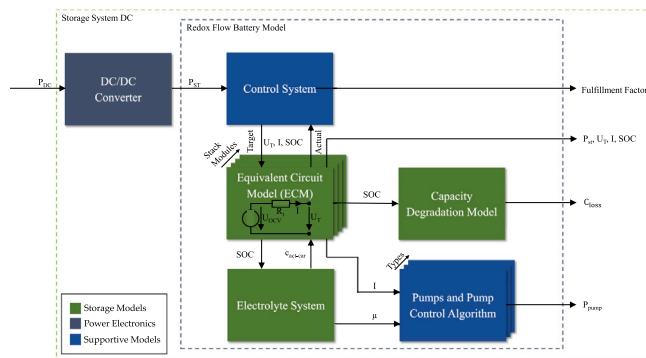 Storage System DC
Redox Flow Battery Model
P_DC
DC/DC
Converter
P_ST
Control System
Fulfillment Factor
Target
U_T, I, SOC
Actual
P_st, U_T, I, SOC
Stack
Modules
Equivalent Circuit
Model (ECM)
R_i
I
U_OCV
U_T
SOC
Capacity
Degradation Model
C_loss
SOC
c_act-car
Types
Electrolyte System
I
μ
Pumps and Pump
Control Algorithm
P_pump
Storage Models
Power Electronics
Supportive Models